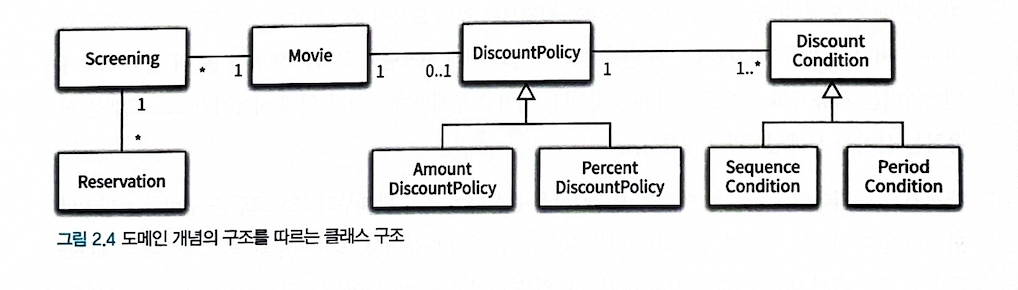 Screening
*
1
Movie
1
0..1
DiscountPolicy
1
1..*
Discount
Condition
1
*
Reservation
Amount
DiscountPolicy
Percent
DiscountPolicy
Sequence
Condition
Period
Condition
그림 2.4 도메인 개념의 구조를 따르는 클래스 구조